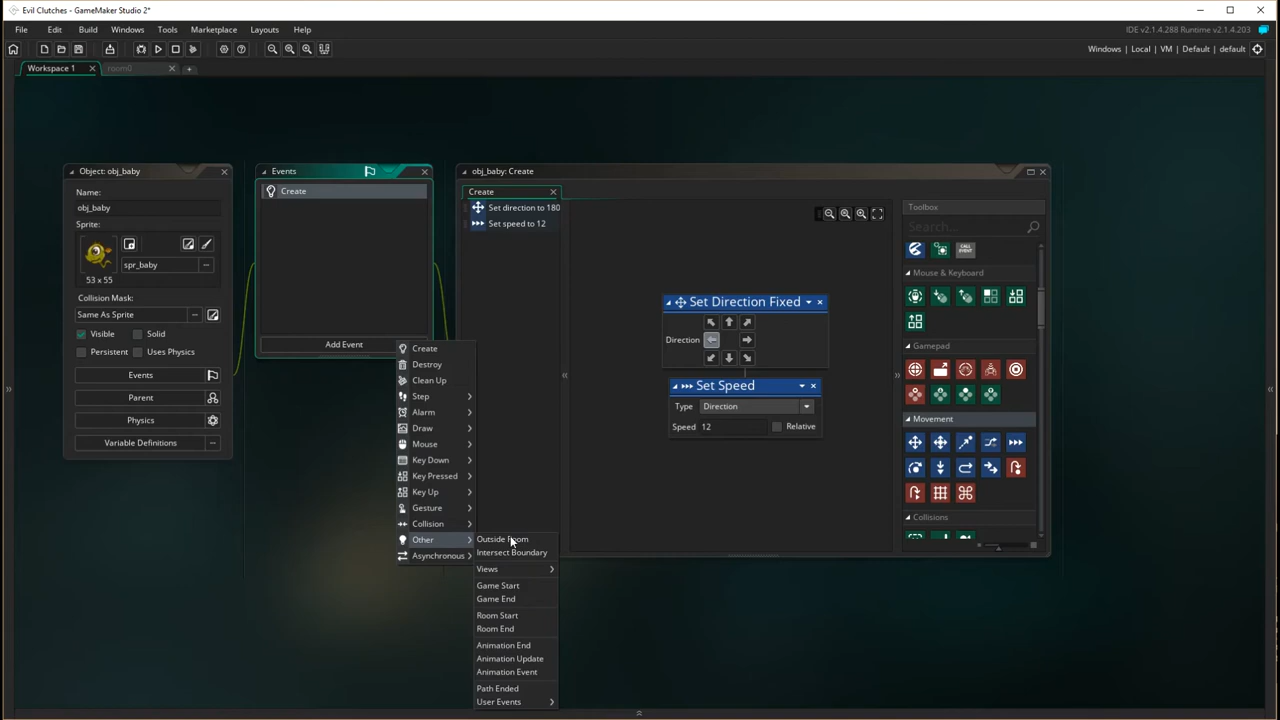 Evil Clutches - GameMaker Studio 2*
File Edit Build Windows Tools Marketplace Layouts Help
IDE v2.1.4.288 Runtime v2.1.4.203
Windows | Local | VM | Default | default
Workspace 1
room0
Object: obj_baby
Name:
obj_baby
Sprite:
spr_baby
53 x 55
Collision Mask:
Same As Sprite
Visible
Solid
Persistent
Uses Physics
Events
Parent
Physics
Variable Definitions
Events
Create
Add Event
Create
Destroy
Clean Up
Step
Alarm
Draw
Mouse
Key Down
Key Pressed
Key Up
Gesture
Collision
Other
Asynchronous
Outside Room
Intersect Boundary
Views
Game Start
Game End
Room Start
Room End
Animation End
Animation Update
Animation Event
Path Ended
User Events
obj_baby: Create
Create
Set direction to 180
Set speed to 12
Set Direction Fixed
Direction
Set Speed
Type Direction
Speed 12 Relative
Toolbox
Search...
CALL EVENT
Mouse & Keyboard
Gamepad
Movement
Collisions